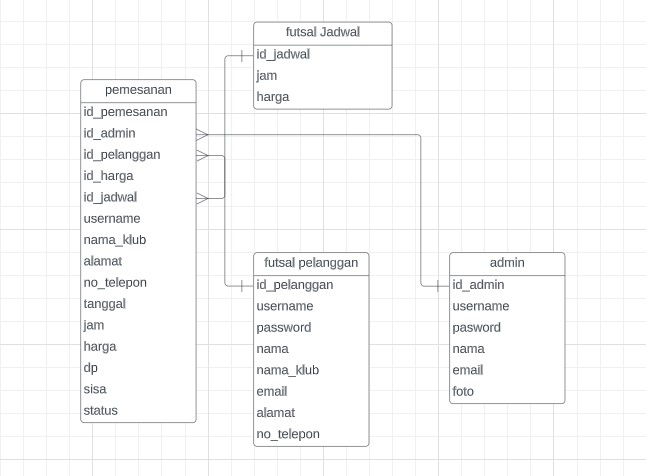 futsal Jadwal
id_jadwal
jam
harga
pemesanan
id_pemesanan
id_admin
id_pelanggan
id_harga
id_jadwal
username
nama_klub
alamat
no_telepon
tanggal
jam
harga
dp
sisa
status
futsal pelanggan
id_pelanggan
username
password
nama
nama_klub
email
alamat
no_telepon
admin
id_admin
username
pasword
nama
email
foto